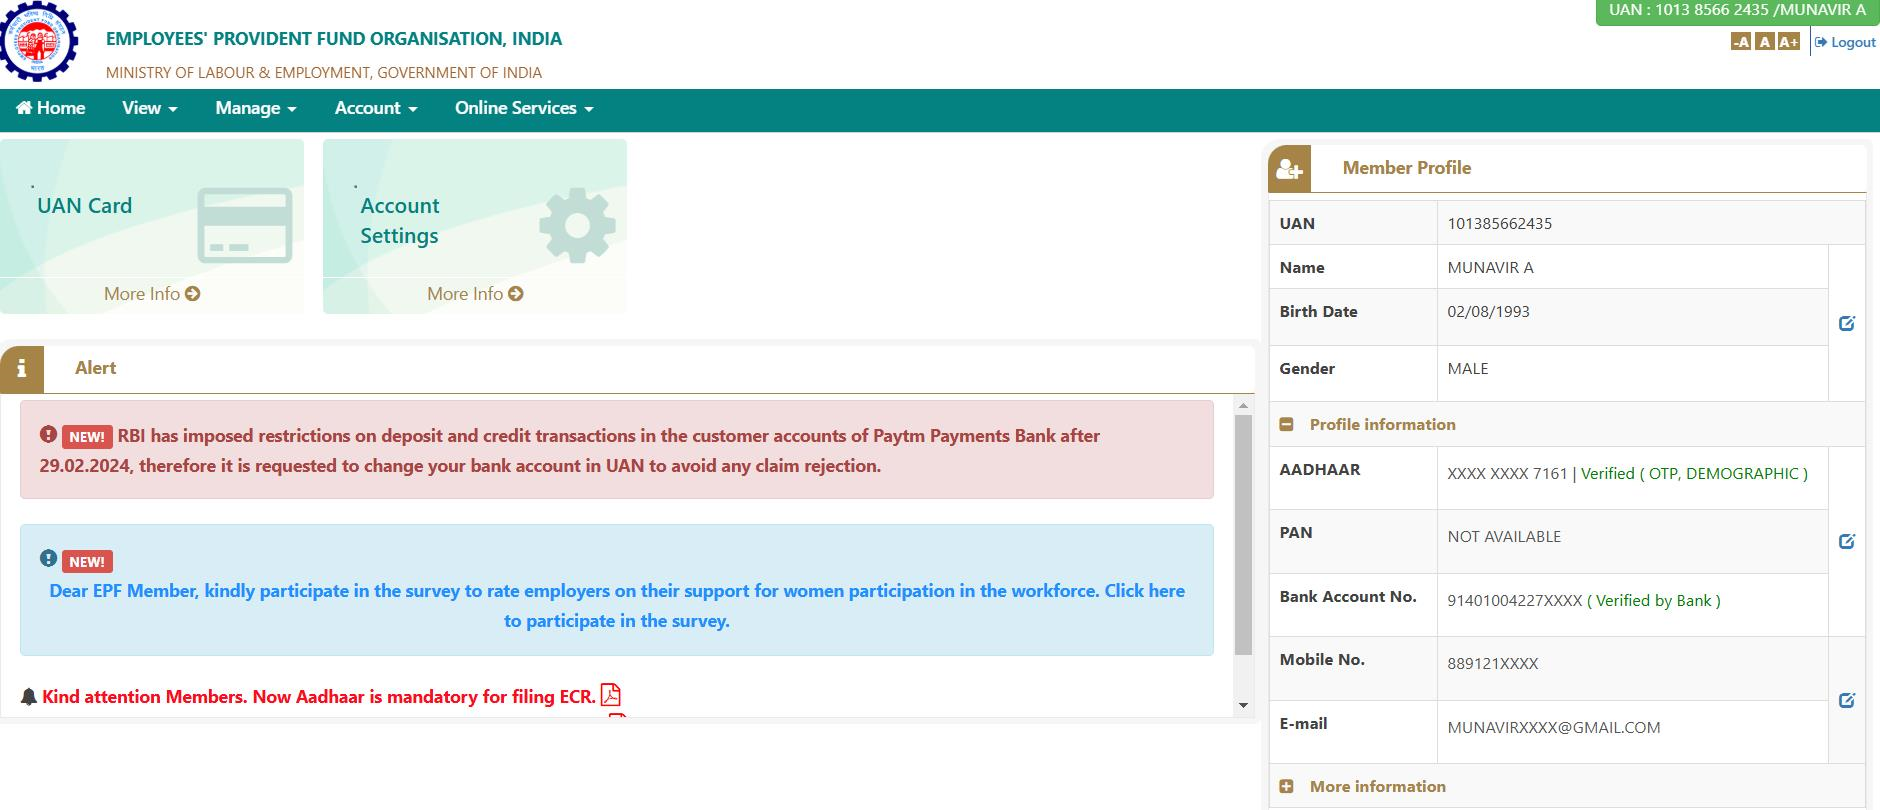 UAN : 1013 8566 2435 /MUNAVIR A
EMPLOYEES' PROVIDENT FUND ORGANISATION, INDIA
-A A A+ Logout
MINISTRY OF LABOUR & EMPLOYMENT, GOVERNMENT OF INDIA
Home View Manage Account Online Services
UAN Card
More Info
Account
Settings
More Info
Alert
NEW! RBI has imposed restrictions on deposit and credit transactions in the customer accounts of Paytm Payments Bank after
29.02.2024, therefore it is requested to change your bank account in UAN to avoid any claim rejection.
NEW!
Dear EPF Member, kindly participate in the survey to rate employers on their support for women participation in the workforce. Click here
to participate in the survey.
Kind attention Members. Now Aadhaar is mandatory for filing ECR.
Member Profile
UAN 101385662435
Name MUNAVIR A
Birth Date 02/08/1993
Gender MALE
Profile information
AADHAAR XXXX XXXX 7161 | Verified ( OTP, DEMOGRAPHIC )
PAN NOT AVAILABLE
Bank Account No. 91401004227XXXX ( Verified by Bank )
Mobile No. 889121XXXX
E-mail MUNAVIRXXXX@GMAIL.COM
More information